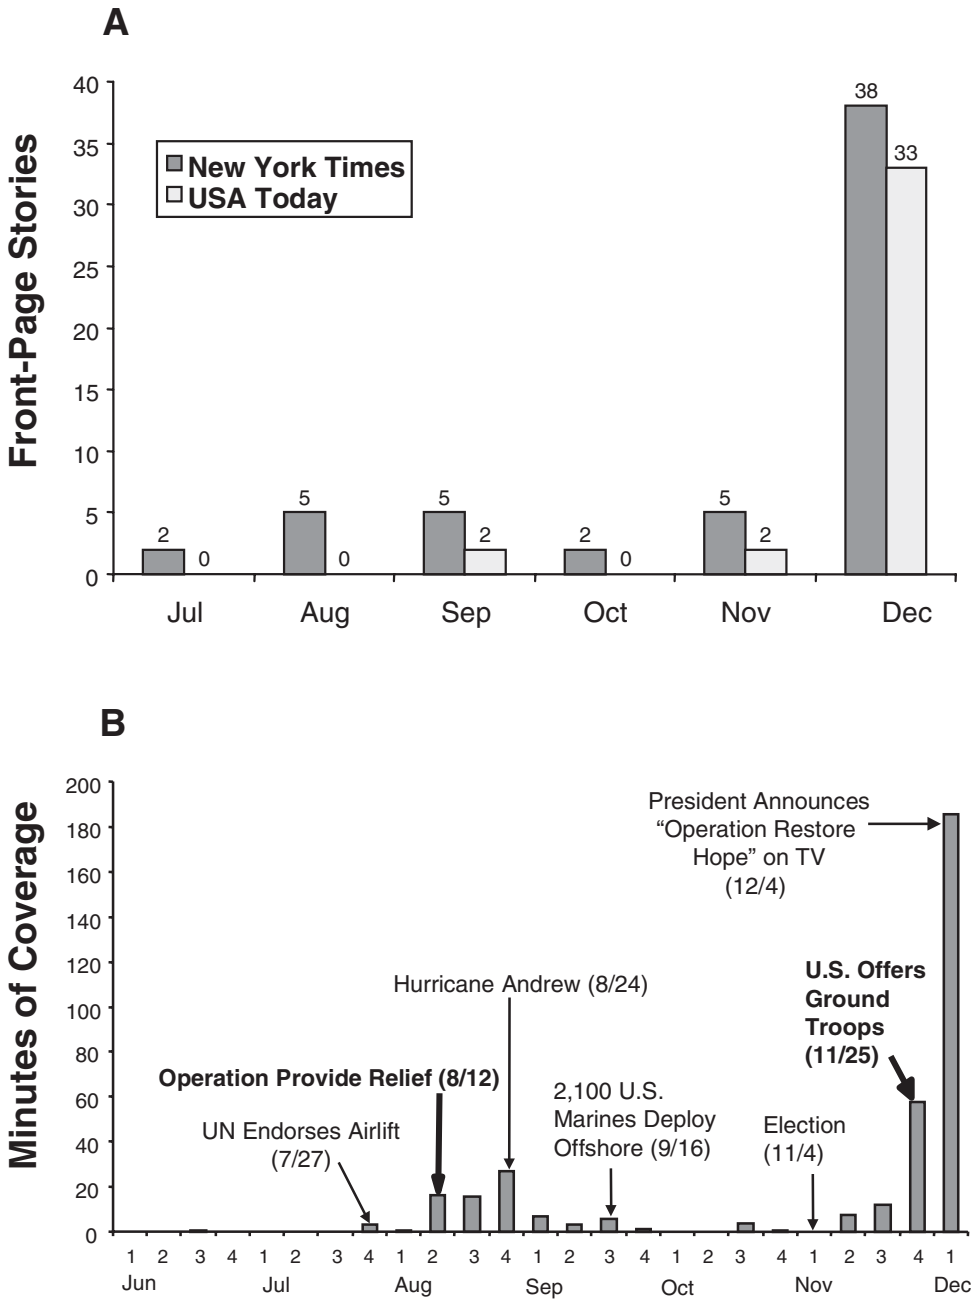 A
Front-Page Stories
40
35
30
25
20
15
10
5
0
New York Times
USA Today
2
0
5
0
5
2
2
0
5
2
38
33
Jul
Aug
Sep
Oct
Nov
Dec
B
Minutes of Coverage
200
180
160
140
120
100
80
60
40
20
0
President Announces
“Operation Restore
Hope” on TV
(12/4)
U.S. Offers
Ground
Troops
(11/25)
Hurricane Andrew (8/24)
Operation Provide Relief (8/12)
UN Endorses Airlift
(7/27)
2,100 U.S.
Marines Deploy
Offshore (9/16)
Election
(11/4)
1 2 3 4 1 2 3 4 1 2 3 4 1 2 3 4 1 2 3 4 1 2 3 4 1
Jun Jul Aug Sep Oct Nov Dec